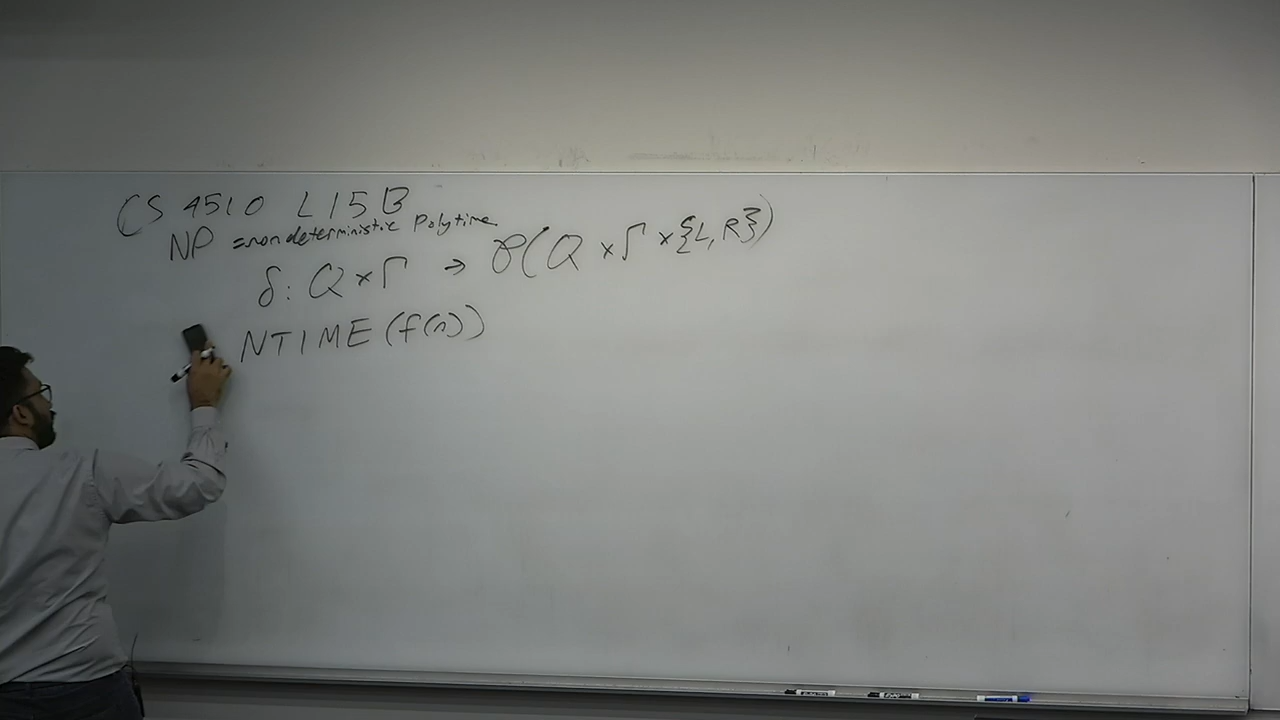 CS 4510 L15B
NP = nondeterministic Polytime
δ: Q × Γ → P(Q × Γ × {L, R})
NTIME (f(n))